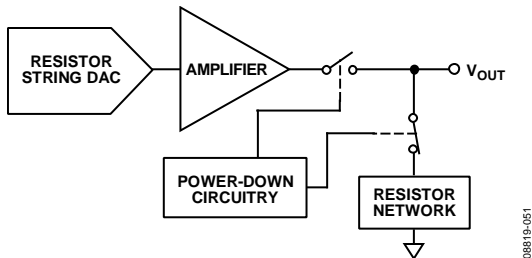 RESISTOR
STRING DAC
AMPLIFIER
VOUT
POWER-DOWN
CIRCUITRY
RESISTOR
NETWORK
08819-051